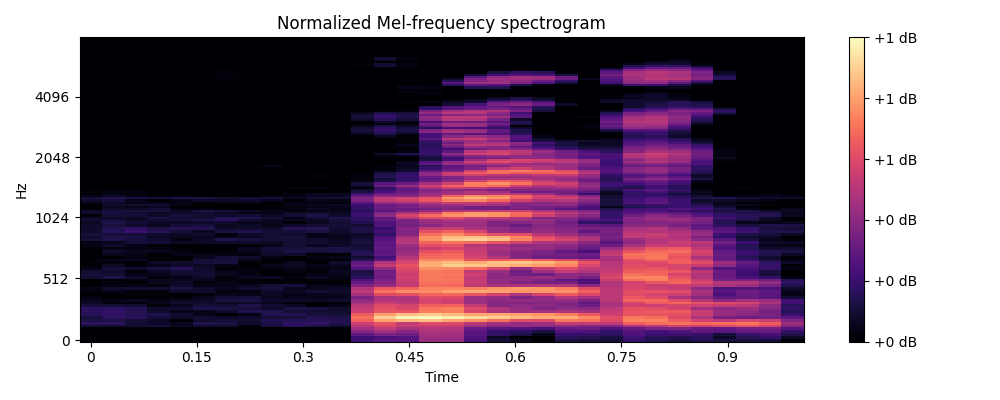 Normalized Mel-frequency spectrogram
Hz
4096
2048
1024
512
0
0 0.15 0.3 0.45 0.6 0.75 0.9
Time
+1 dB
+1 dB
+1 dB
+0 dB
+0 dB
+0 dB